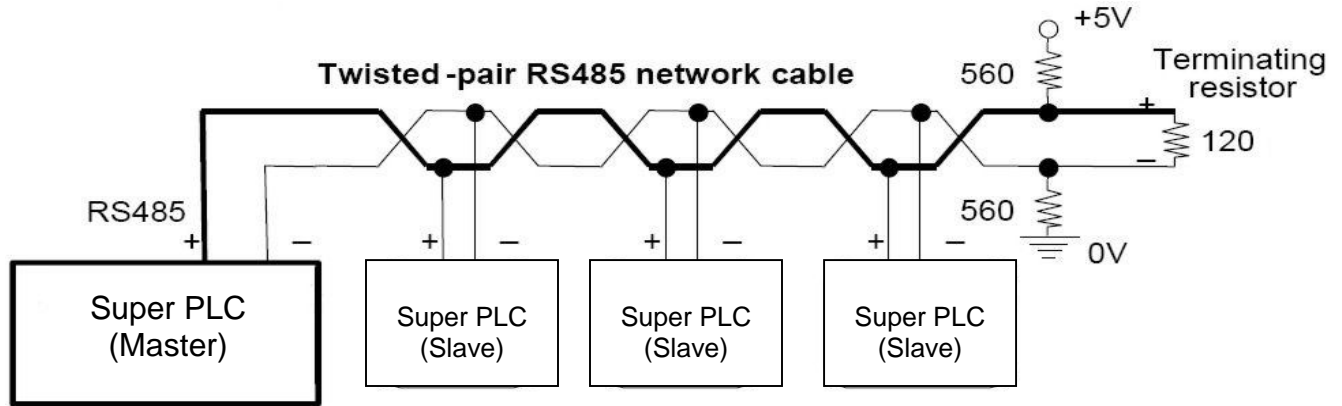 +5V
560
Terminating
resistor
Twisted -pair RS485 network cable
+
120
–
RS485
560
+ –
+ –
+ –
+ –
0V
Super PLC
(Master)
Super PLC
(Slave)
Super PLC
(Slave)
Super PLC
(Slave)